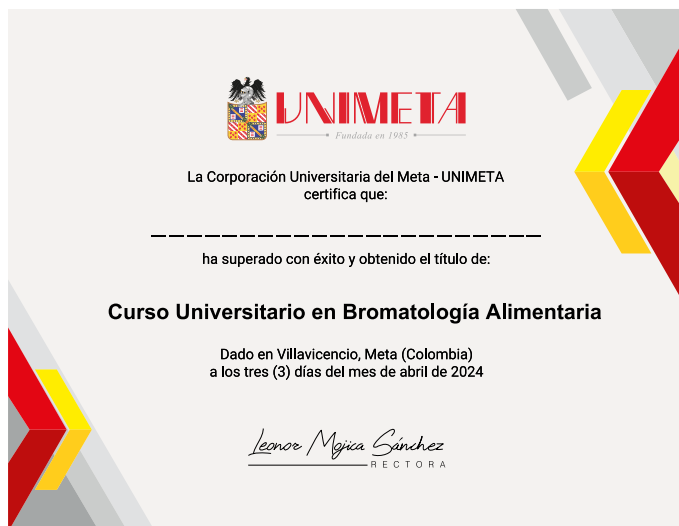 UNIMETA
Fundada en 1985
La Corporación Universitaria del Meta - UNIMETA
certifica que:
ha superado con éxito y obtenido el título de:
Curso Universitario en Bromatología Alimentaria
Dado en Villavicencio, Meta (Colombia)
a los tres (3) días del mes de abril de 2024
Leonor Mojica Sánchez
RECTORA